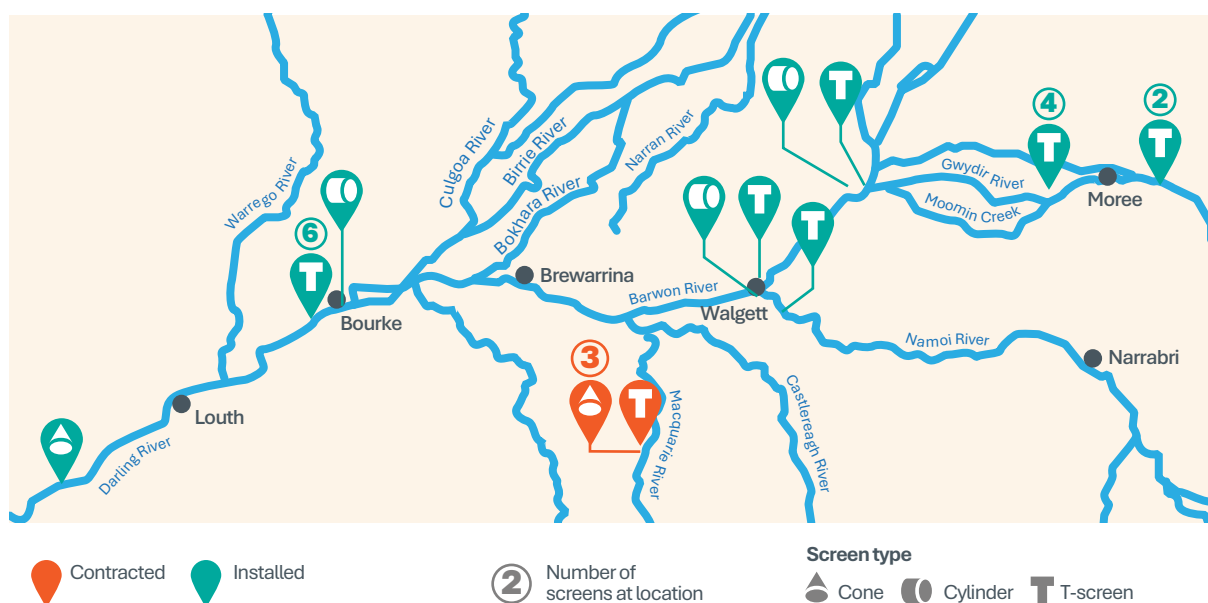 4
2
Culgoa River
Birrie River
Narran River
Gwydir River
Moree
Warrego River
Bokhara River
Moomin Creek
6
Brewarrina
Barwon River
Walgett
Bourke
Namoi River
Narrabri
3
Louth
Macquarie River
Castlereagh River
Darling River
Contracted
Installed
2
Number of
screens at location
Screen type
Cone
Cylinder
T-screen